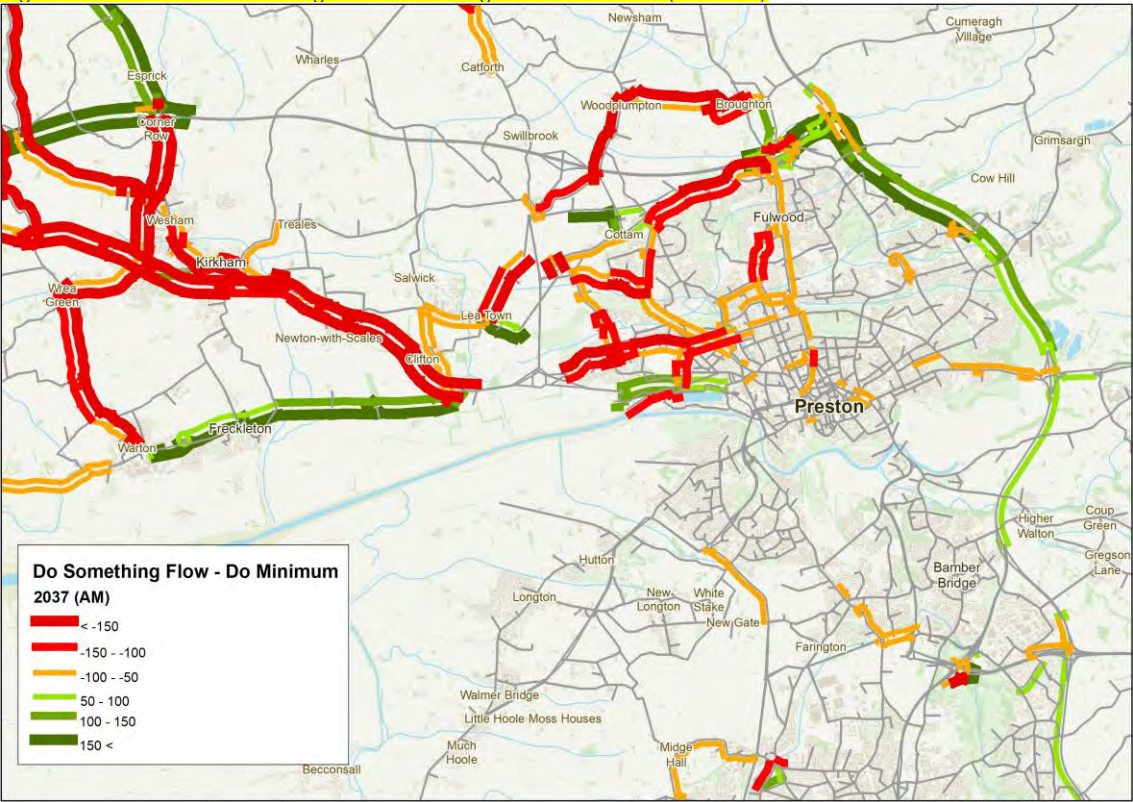 Newsham
Cumeragh
Village
Wharles
Catforth
Esprick
Woodplumpton
Broughton
Corner
Row
Swillbrook
Grimsargh
Cow Hill
Wesham
Treales
Fulwood
Cottam
Kirkham
Salwick
Wrea
Green
Lea Town
Newton-with-Scales
Clifton
Preston
Freckleton
Warton
Higher
Walton
Coup
Green
Gregson
Lane
Hutton
Bamber
Bridge
Do Something Flow - Do Minimum
2037 (AM)
< -150
-150 - -100
-100 - -50
50 - 100
100 - 150
150 <
Longton
New
Longton
White
Stake
New Gate
Farington
Walmer Bridge
Little Hoole Moss Houses
Much
Hoole
Midge
Hall
Becconsall